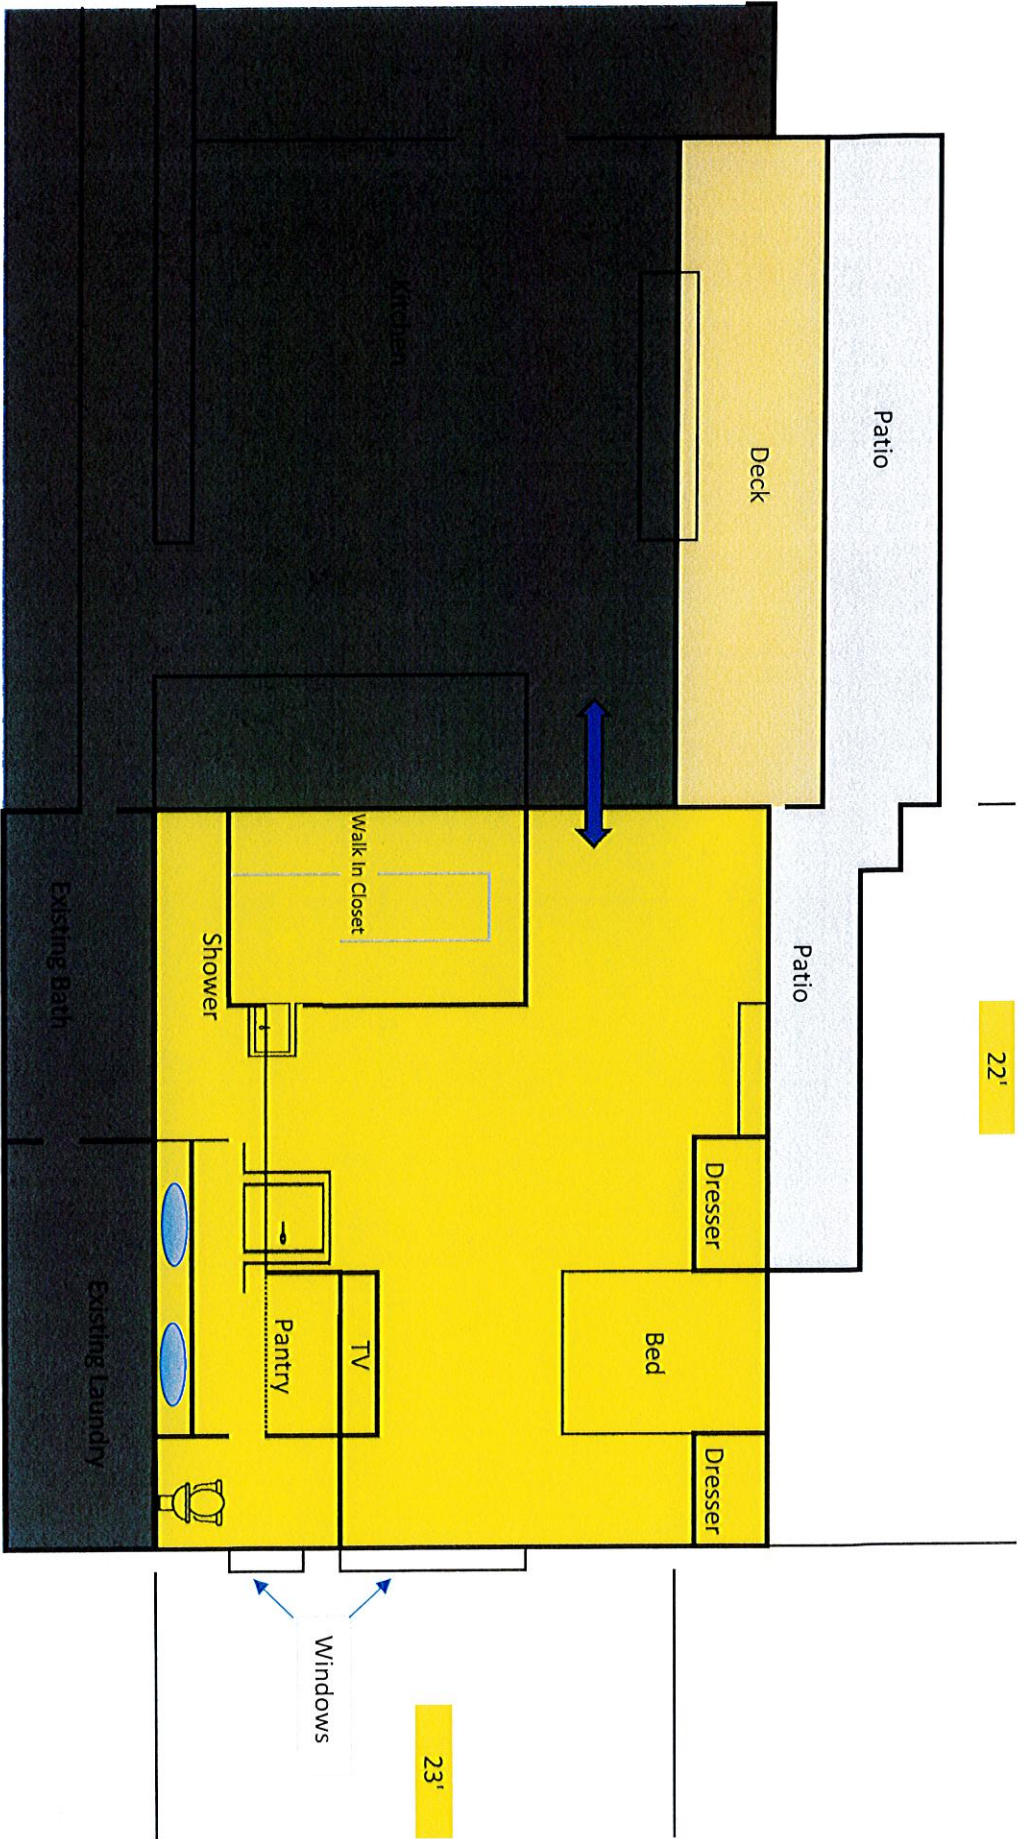 22'
Patio
Patio
Deck
Dresser
Dresser
Bed
Kitchen
Walk In Closet
TV
Pantry
Windows
23'
Shower
Existing Bath
Existing Laundry